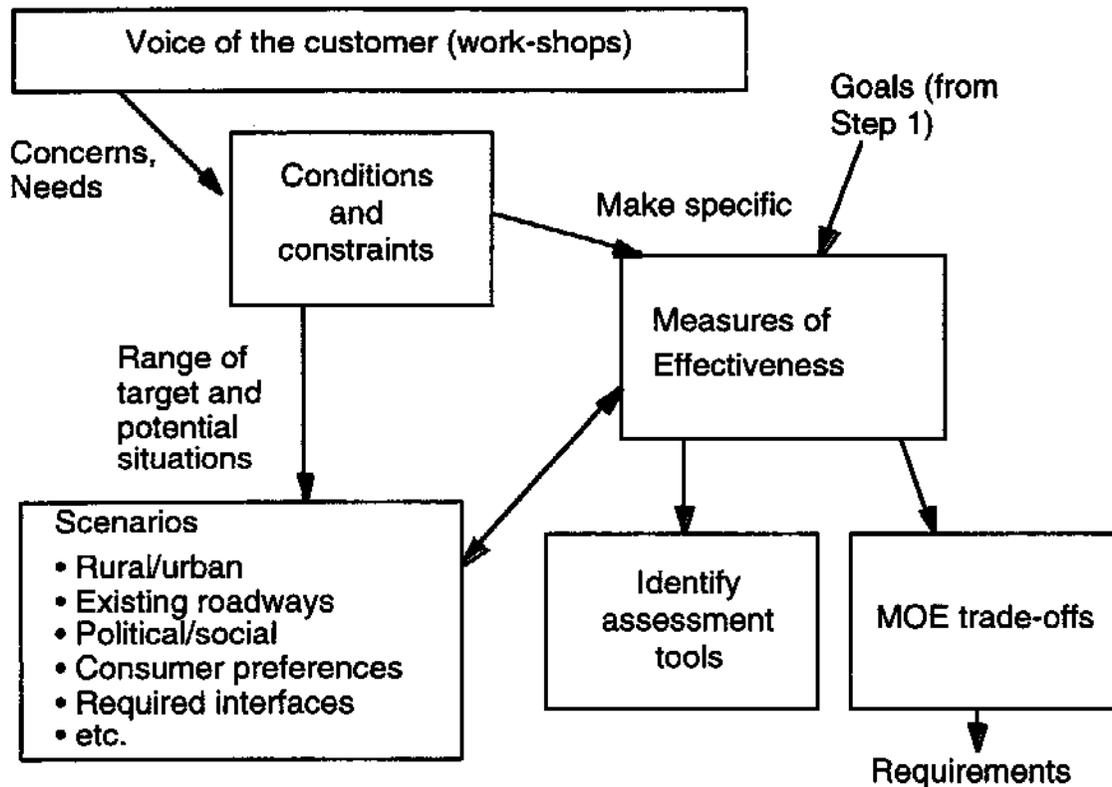 Voice of the customer (work-shops)
Goals (from
Step 1)
Concerns,
Needs
Conditions
and
constraints
Make specific
Measures of
Effectiveness
Range of
target and
potential
situations
Scenarios
• Rural/urban
• Existing roadways
• Political/social
• Consumer preferences
• Required interfaces
• etc.
Identify
assessment
tools
MOE trade-offs
Requirements